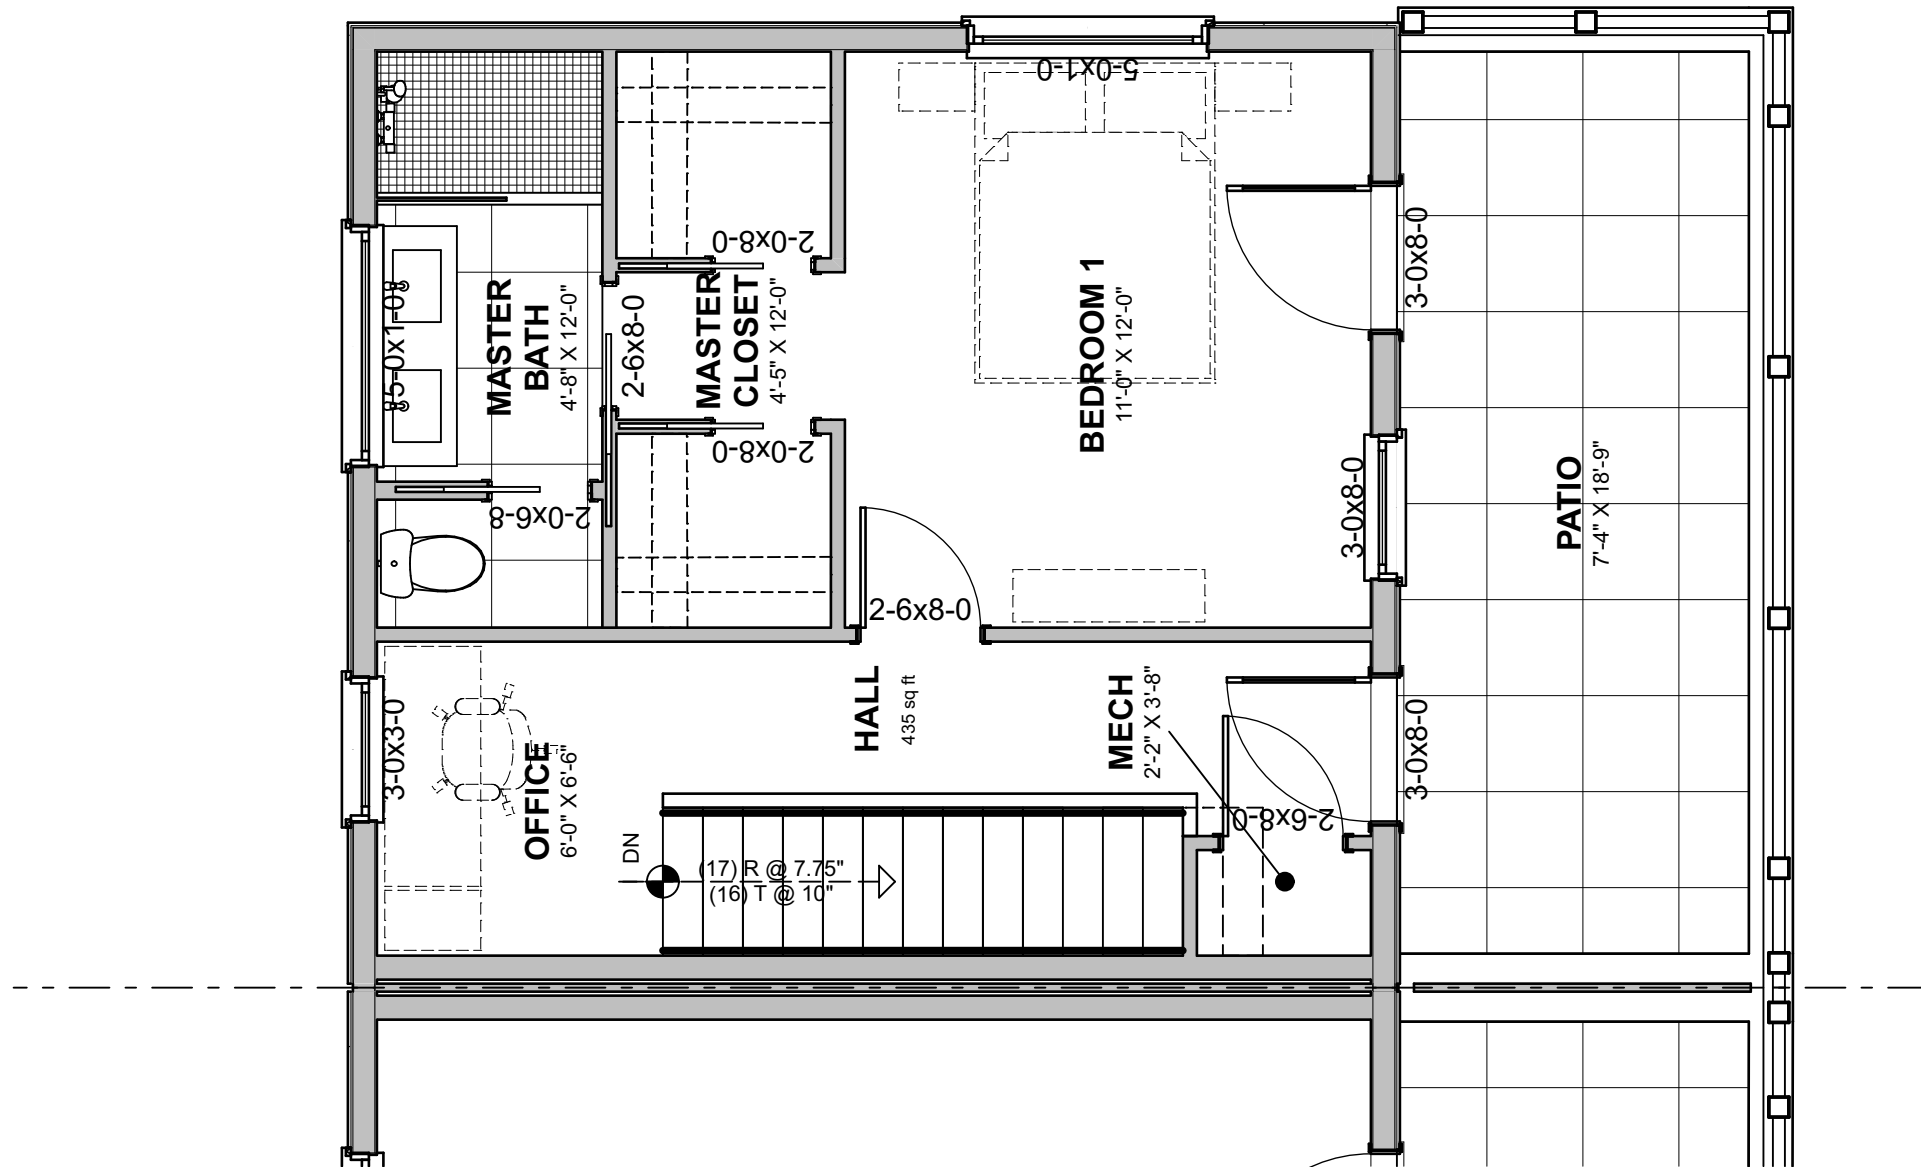 5-0x1-0
2-0x8-0
3-0x8-0
MASTER
BATH
4'-8" X 12'-0"
5-0x1-0
2-6x8-0
MASTER
CLOSET
4'-5" X 12'-0"
BEDROOM 1
11'-0" X 12'-0"
2-0x8-0
2-0x6-8
3-0x8-0
PATIO
7'-4" X 18'-9"
2-6x8-0
HALL
435 sq ft
MECH
2'-2" X 3'-8"
3-0x3-0
OFFICE
6'-0" X 6'-6"
3-0x8-0
2-6x8-0
DN
(17) R @ 7.75"
(16) T @ 10"